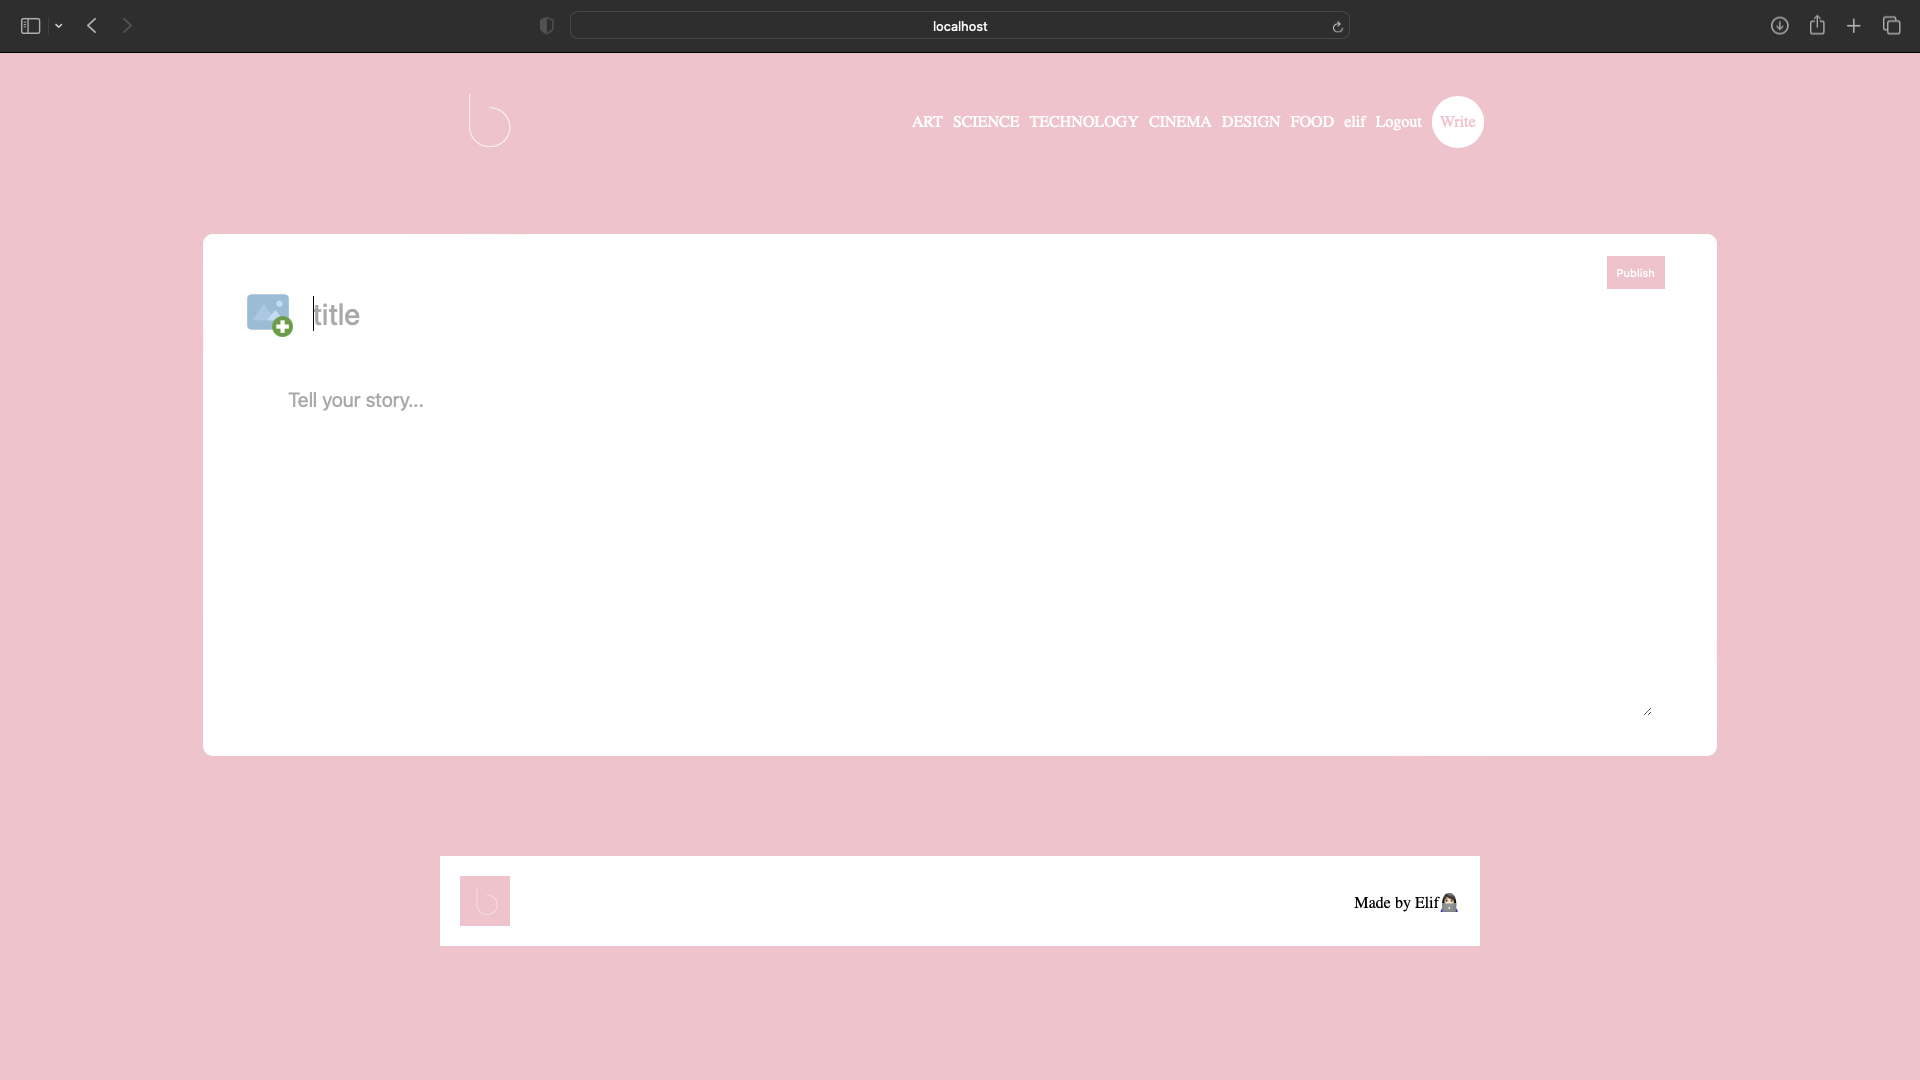 localhost
ART SCIENCE TECHNOLOGY CINEMA DESIGN FOOD elif Logout Write
Publish
title
Tell your story...
Made by Elif👩🏻‍💻